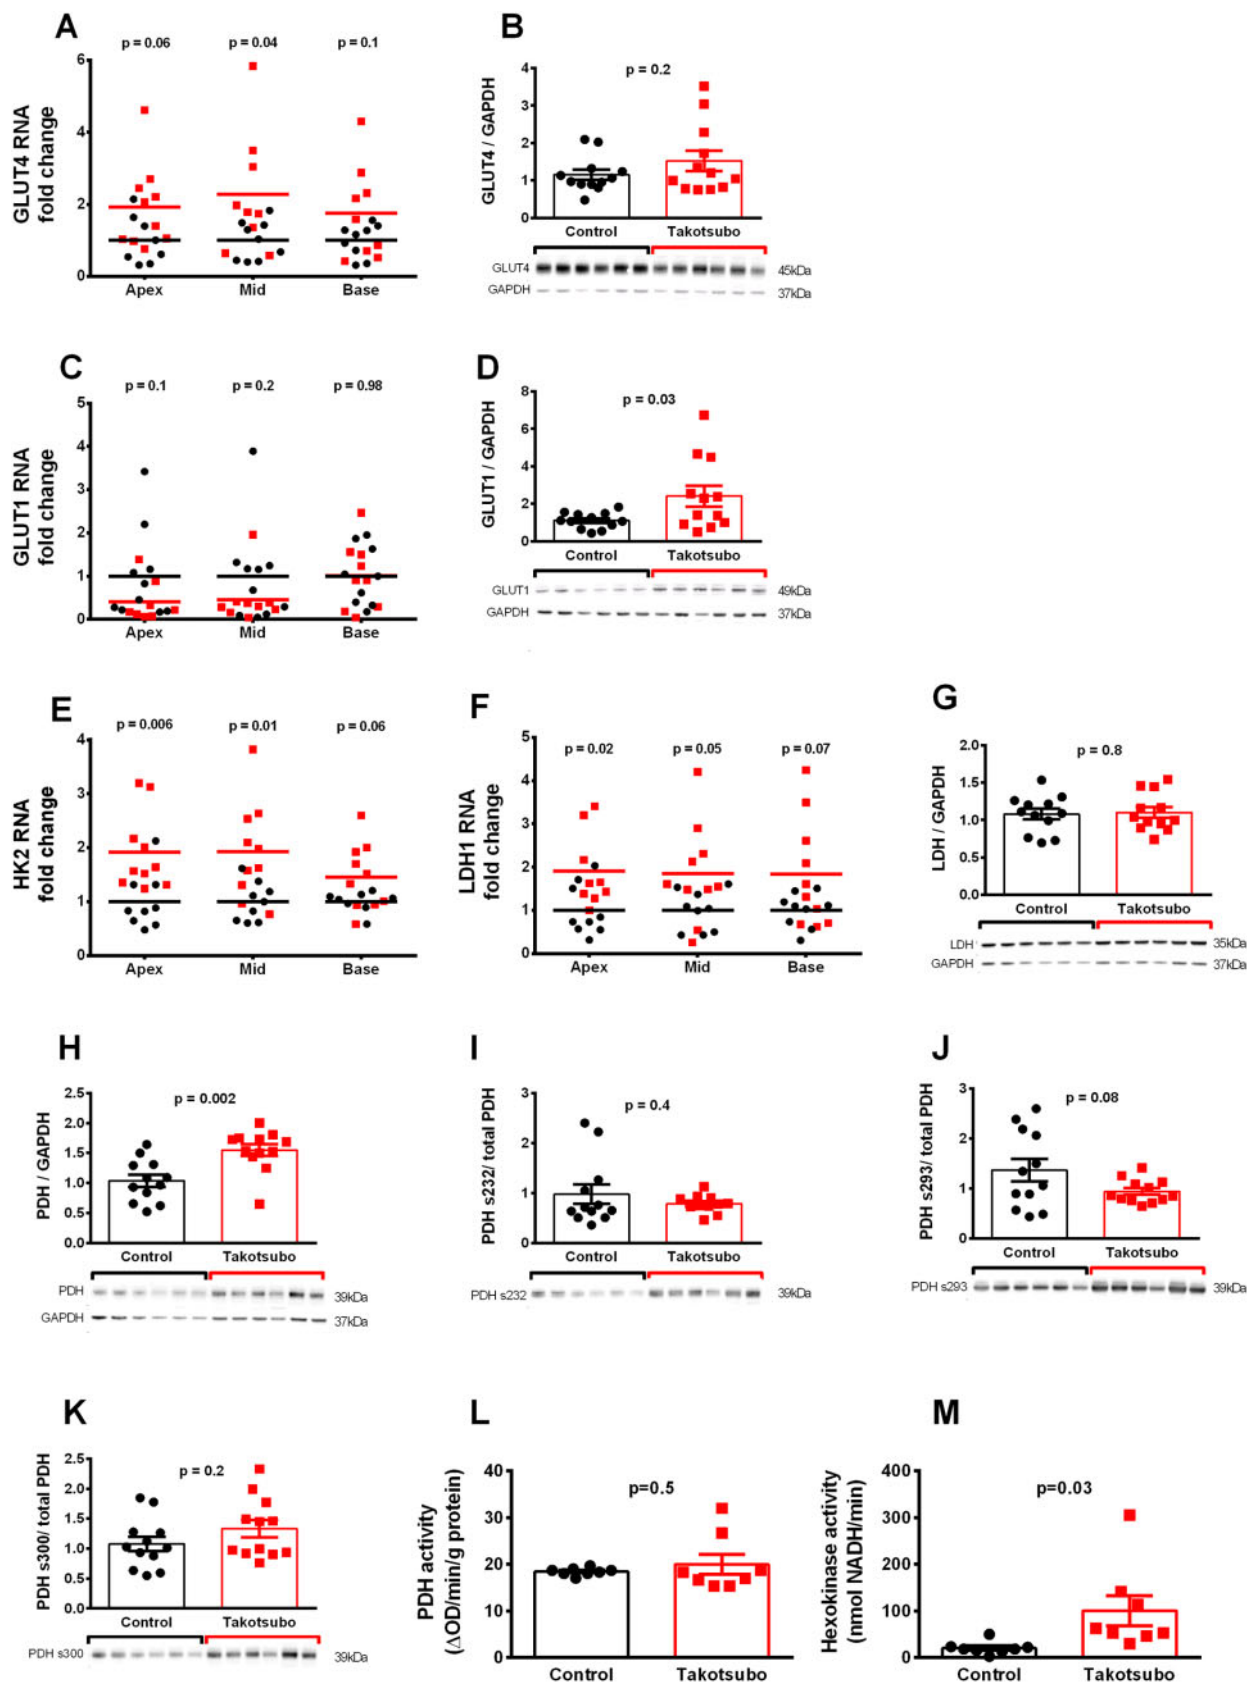 A
p = 0.06 p = 0.04 p = 0.1
GLUT4 RNA
fold change
6
4
2
0
Apex Mid Base
B
p = 0.2
GLUT4 / GAPDH
4
3
2
1
0
Control Takotsubo
GLUT4 45kDa
GAPDH 37kDa
C
p = 0.1 p = 0.2 p = 0.98
GLUT1 RNA
fold change
5
4
3
2
1
0
Apex Mid Base
D
p = 0.03
GLUT1 / GAPDH
8
6
4
2
0
Control Takotsubo
GLUT1 49kDa
GAPDH 37kDa
E
p = 0.006 p = 0.01 p = 0.06
HK2 RNA
fold change
4
3
2
1
0
Apex Mid Base
F
p = 0.02 p = 0.05 p = 0.07
LDH1 RNA
fold change
5
4
3
2
1
0
Apex Mid Base
G
p = 0.8
LDH / GAPDH
2.0
1.5
1.0
0.5
0.0
Control Takotsubo
LDH 35kDa
GAPDH 37kDa
H
p = 0.002
PDH / GAPDH
2.5
2.0
1.5
1.0
0.5
0.0
Control Takotsubo
PDH 39kDa
GAPDH 37kDa
I
p = 0.4
PDH s232/ total PDH
3
2
1
0
Control Takotsubo
PDH s232 39kDa
J
p = 0.08
PDH s293/ total PDH
3
2
1
0
Control Takotsubo
PDH s293 39kDa
K
p = 0.2
PDH s300/ total PDH
2.5
2.0
1.5
1.0
0.5
0.0
Control Takotsubo
PDH s300 39kDa
L
p=0.5
PDH activity
(ΔOD/min/g protein)
40
30
20
10
0
Control Takotsubo
M
p=0.03
Hexokinase activity
(nmol NADH/min)
400
300
200
100
0
Control Takotsubo